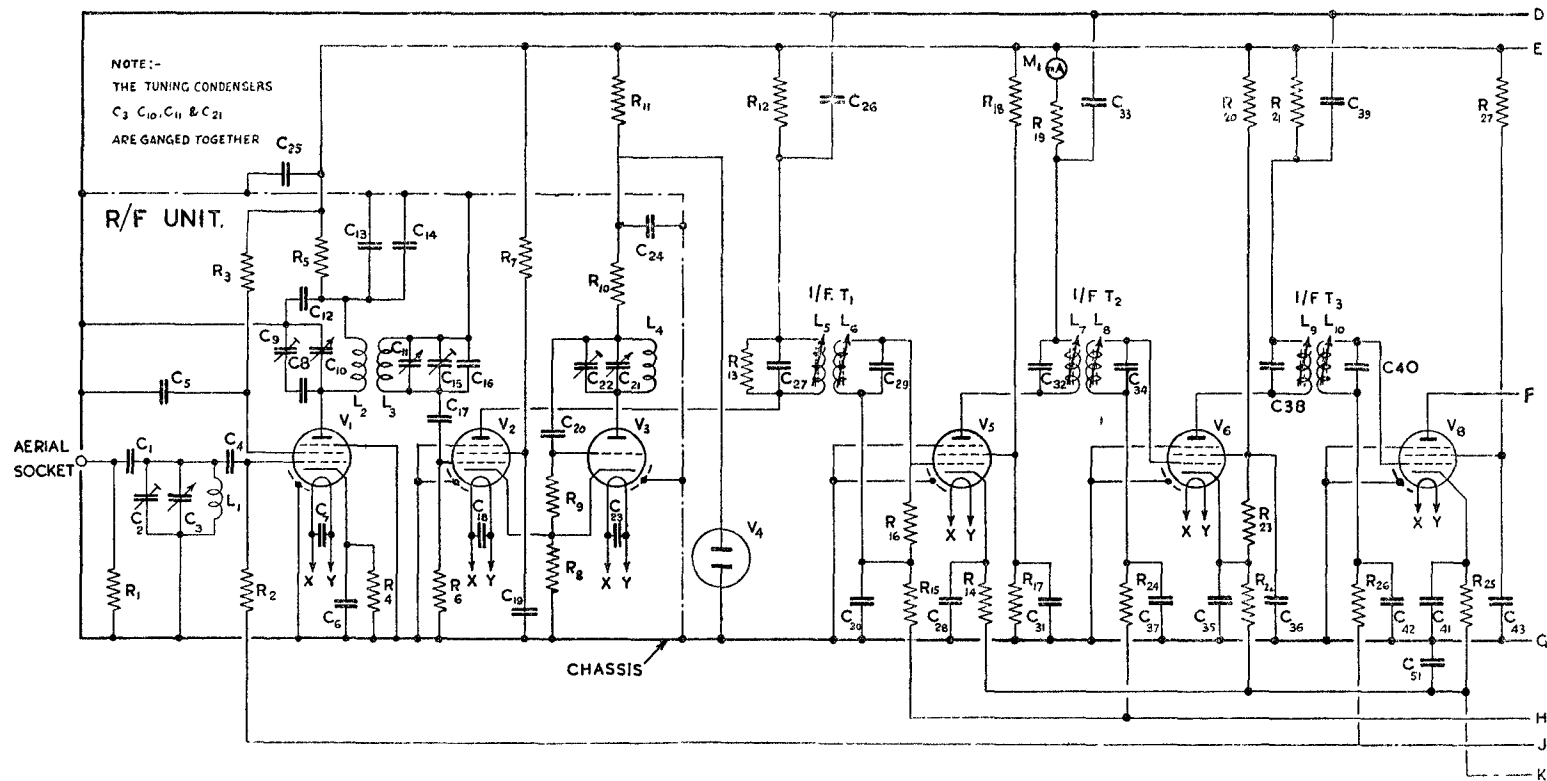 D
E
NOTE:-
THE TUNING CONDENSERS
C3 C10, C11 & C21
ARE GANGED TOGETHER
M1
mA
R11
R12
C26
R18
R19
C33
R20
R21
C39
R27
C25
R/F UNIT.
R3
R5
C13
C14
R7
C24
R10
C12
I/F. T1
I/F T2
I/F T3
C9
C8
C10
C11
C15
C16
L4
L5
L6
L7
L8
L9
L10
C22
C21
R13
C27
C29
C32
C34
C38
C40
C5
L2
L3
C17
F
V1
V2
C20
V3
V5
V6
V8
AERIAL
SOCKET
C1
C4
C2
C3
L1
C7
C18
R9
C23
V4
R16
R23
X Y
X Y
X Y
X Y
X Y
X Y
R1
R2
C6
R4
R6
C19
R8
R15
C28
R14
R17
C31
R24
C37
C35
C36
R26
C42
C41
R25
C43
CHASSIS
G
C51
H
J
K